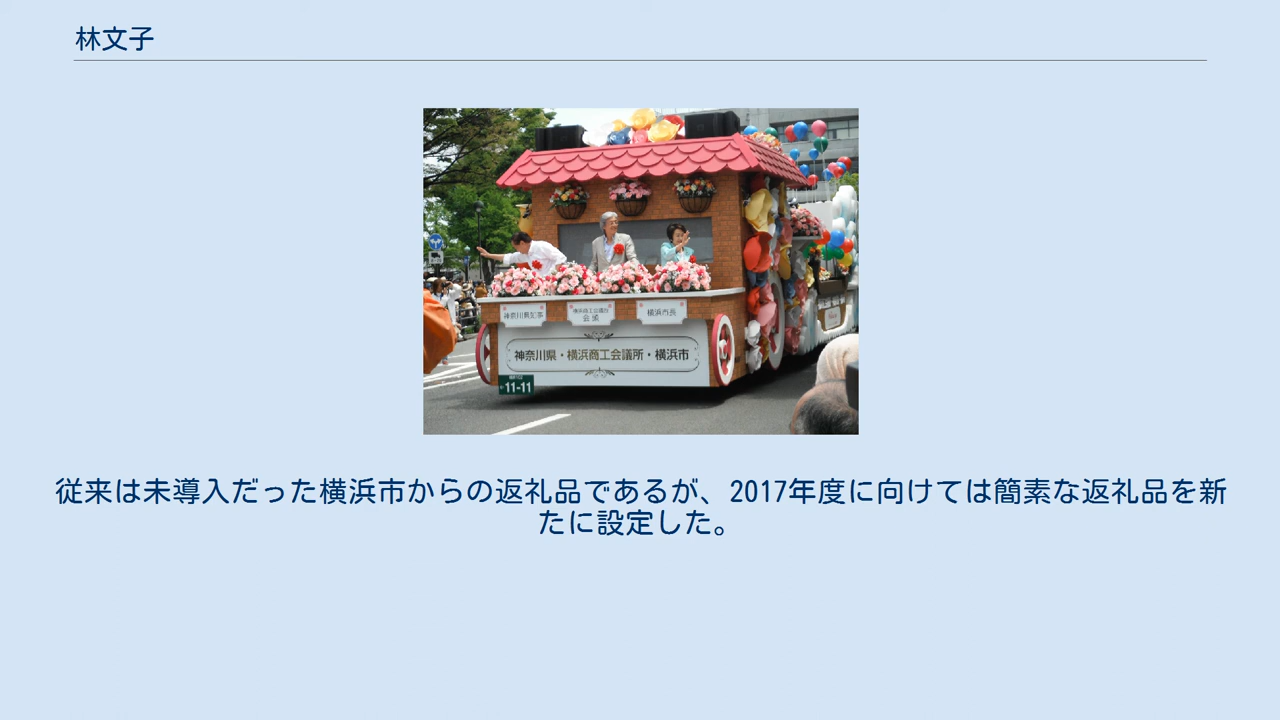 林文子
神奈川県知事
横浜商工会議所
会頭
横浜市長
神奈川県・横浜商工会議所・横浜市
11-11
従来は未導入だった横浜市からの返礼品であるが、2017年度に向けては簡素な返礼品を新
たに設定した。